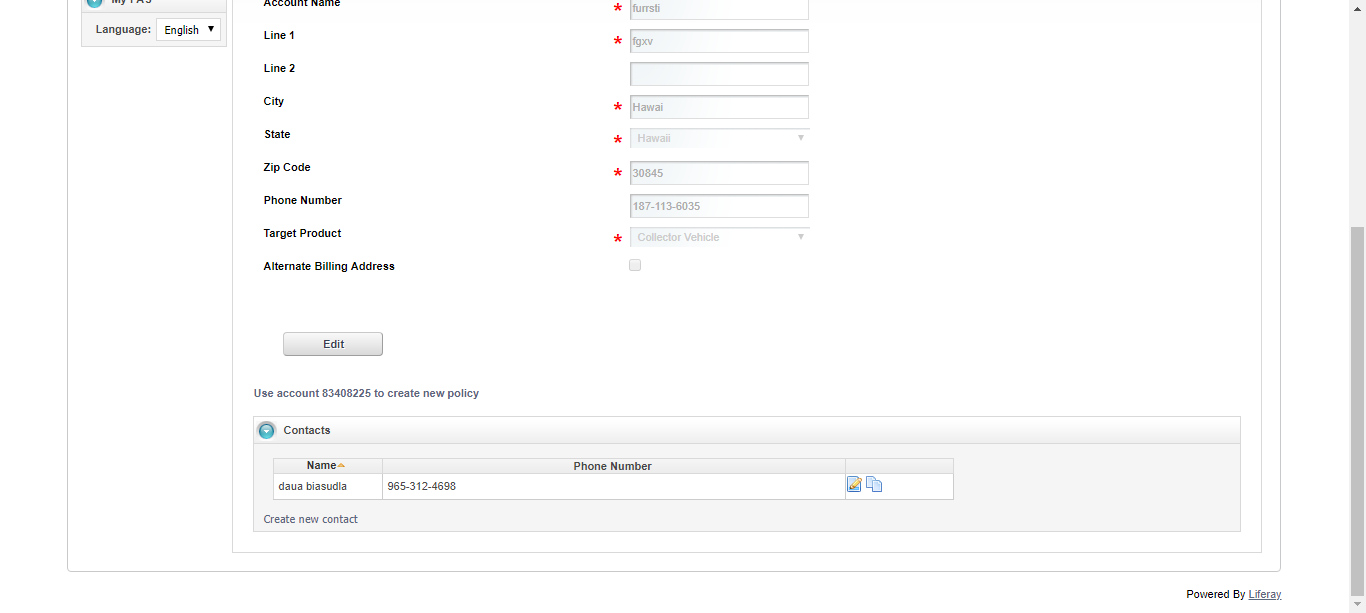 My PAS
Account Name * furrsti
Language: English
Line 1 * fgxv
Line 2
City * Hawai
State * Hawaii
Zip Code * 30845
Phone Number 187-113-6035
Target Product * Collector Vehicle
Alternate Billing Address
Edit
Use account 83408225 to create new policy
Contacts
Name Phone Number
daua biasudla 965-312-4698
Create new contact
Powered By Liferay